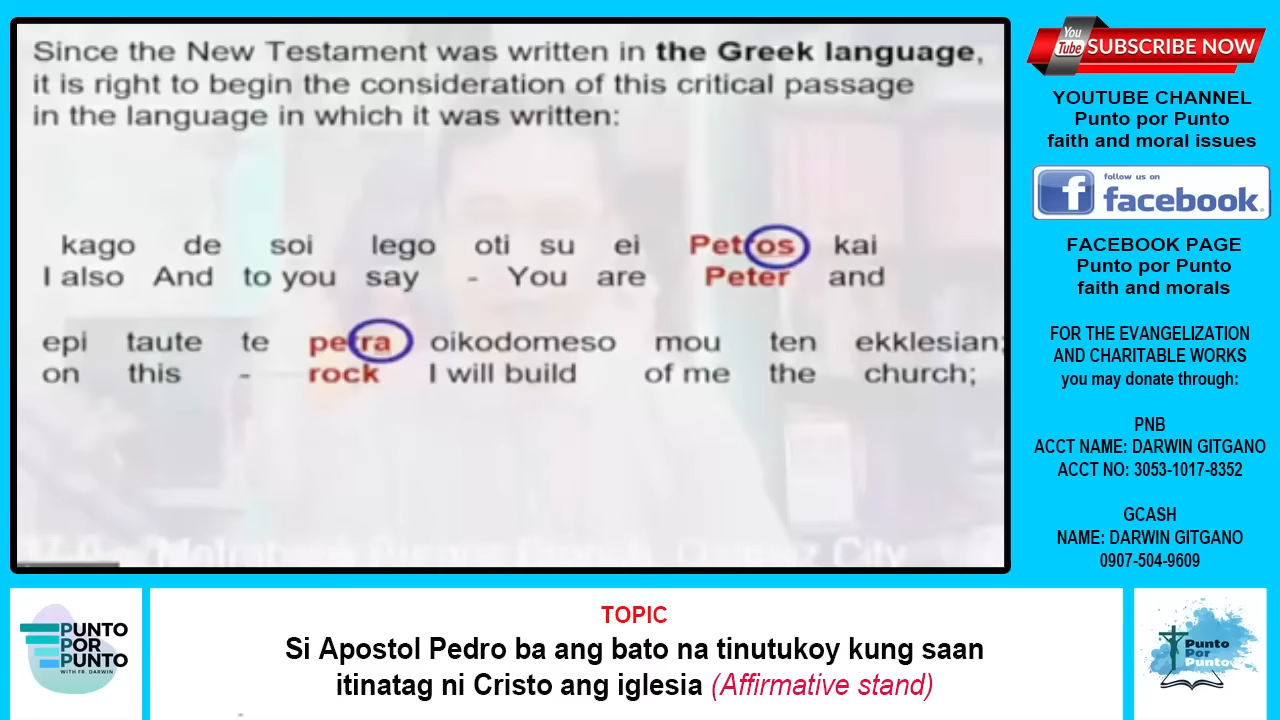 Since the New Testament was written in the Greek language,
it is right to begin the consideration of this critical passage
in the language in which it was written:
kago de soi lego oti su ei Petros kai
I also And to you say - You are Peter and
epi taute te petra oikodomeso mou ten ekklesian;
on this - rock I will build of me the church;
You Tube SUBSCRIBE NOW
YOUTUBE CHANNEL
Punto por Punto
faith and moral issues
follow us on
facebook.
FACEBOOK PAGE
Punto por Punto
faith and morals
FOR THE EVANGELIZATION
AND CHARITABLE WORKS
you may donate through:
PNB
ACCT NAME: DARWIN GITGANO
ACCT NO: 3053-1017-8352
GCASH
NAME: DARWIN GITGANO
0907-504-9609
PUNTO
POR
PUNTO
WITH FR. DARWIN
TOPIC
Si Apostol Pedro ba ang bato na tinutukoy kung saan
itinatag ni Cristo ang iglesia (Affirmative stand)
Punto
Por
Punto